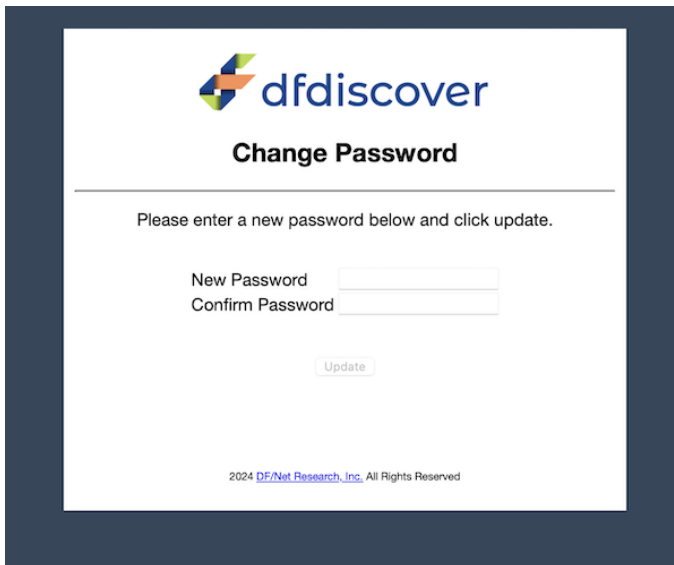 dfdiscover
Change Password
Please enter a new password below and click update.
New Password
Confirm Password
Update
2024 DF/Net Research, Inc. All Rights Reserved